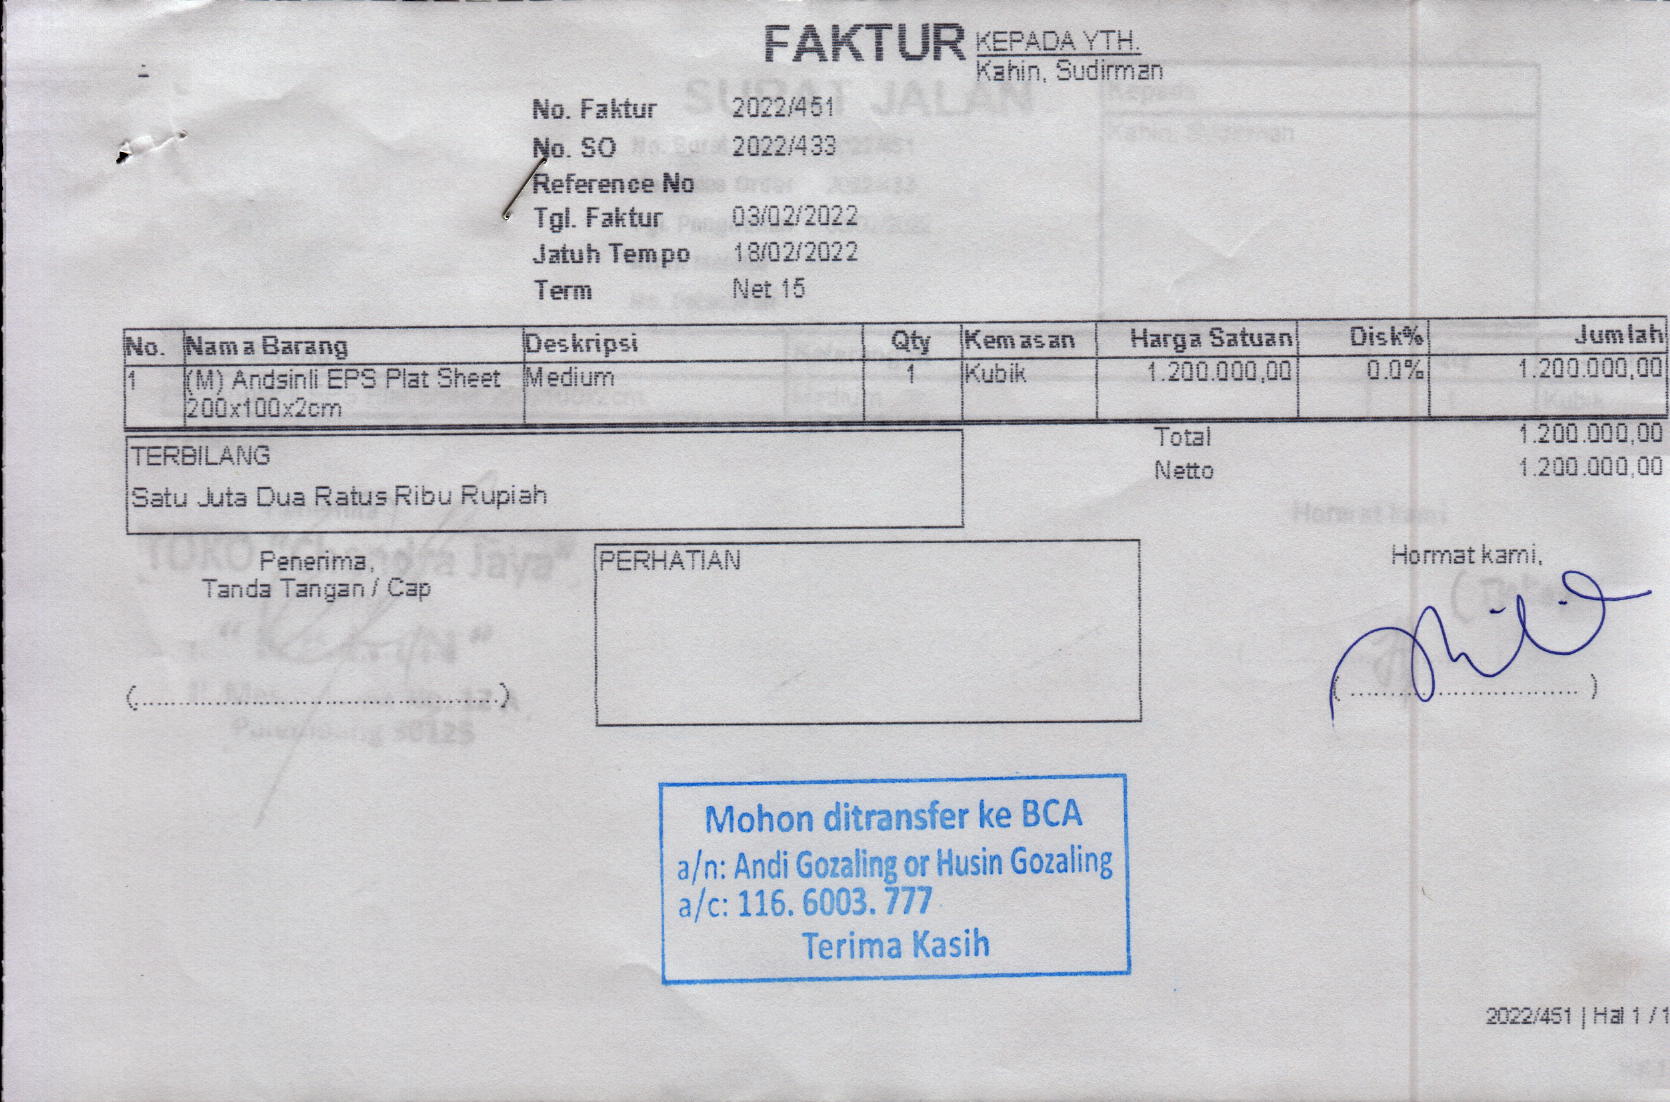 FAKTUR
KEPADA YTH.
Kahin, Sudirman
No. Faktur 2022/451
No. SO 2022/433
Reference No
Tgl. Faktur 03/02/2022
Jatuh Tempo 18/02/2022
Term Net 15
No. Nama Barang Deskripsi Qty Kemasan Harga Satuan Disk% Jumlah
1 (M) Andsinli EPS Plat Sheet Medium 1 Kubik 1.200.000,00 0.0% 1.200.000,00
200x100x2cm
Total 1.200.000,00
TERBILANG
Netto 1.200.000,00
Satu Juta Dua Ratus Ribu Rupiah
Penerima,
Tanda Tangan / Cap
PERHATIAN
Hormat kami,
(..............................................)
( ............................. )
Mohon ditransfer ke BCA
a/n: Andi Gozaling or Husin Gozaling
a/c: 116. 6003. 777
Terima Kasih
2022/451 | Hal 1 / 1